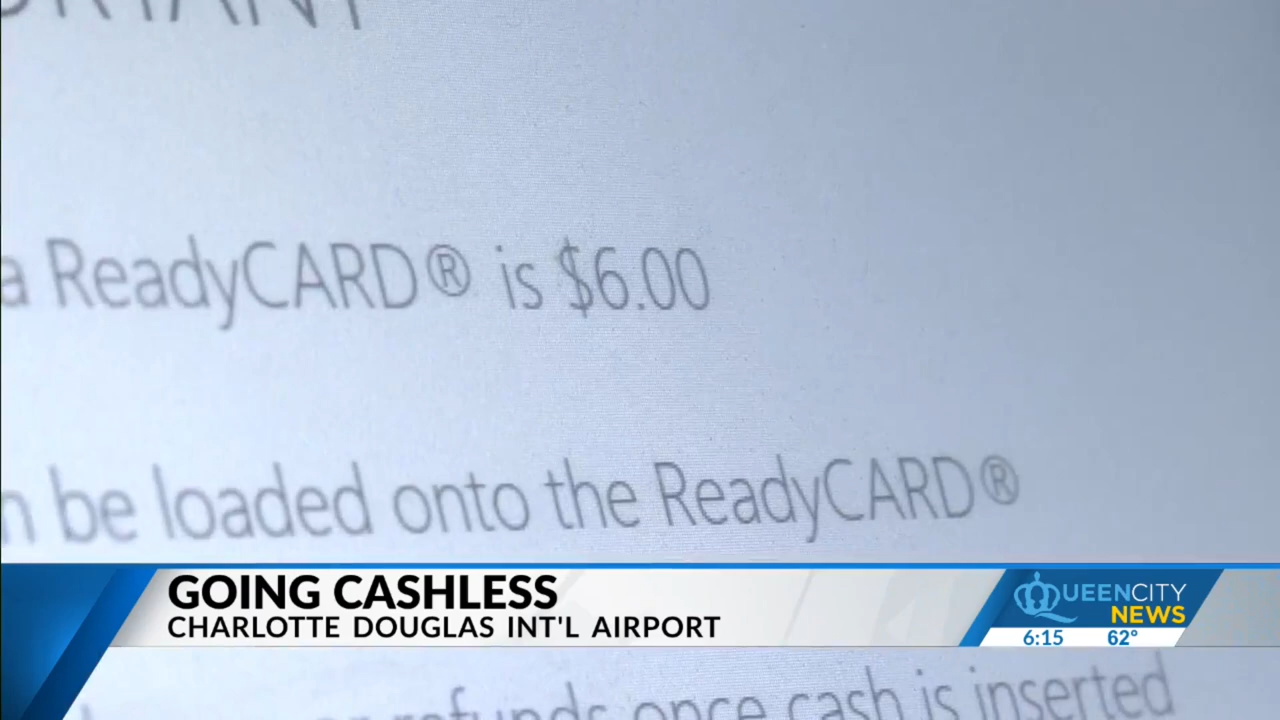 a ReadyCARD® is $6.00
be loaded onto the ReadyCARD®
GOING CASHLESS
CHARLOTTE DOUGLAS INT'L AIRPORT
QUEENCITY
NEWS
6:15 62°
refunds once cash is inserted